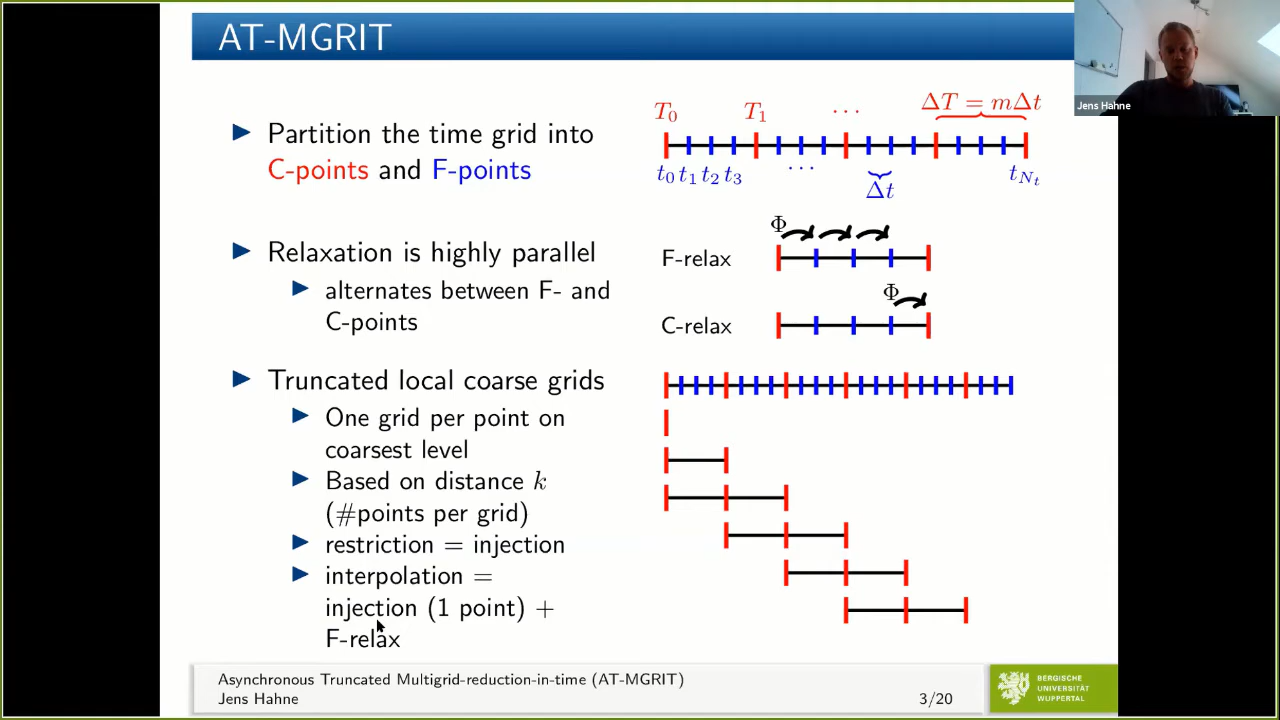 AT-MGRIT
Jens Hahne
Partition the time grid into
C-points and F-points
T₀ T₁ ... ΔT = mΔt
t₀ t₁ t₂ t₃ ... Δt t_{N_t}
Relaxation is highly parallel
alternates between F- and
C-points
Φ
F-relax
Φ
C-relax
Truncated local coarse grids
One grid per point on
coarsest level
Based on distance k
(#points per grid)
restriction = injection
interpolation =
injection (1 point) +
F-relax
Asynchronous Truncated Multigrid-reduction-in-time (AT-MGRIT)
Jens Hahne
3/20
BERGISCHE
UNIVERSITÄT
WUPPERTAL